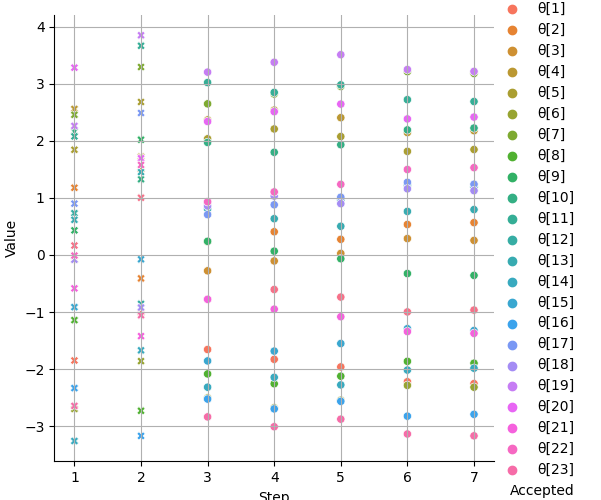 4
3
2
1
0
−1
−2
−3
Value
1 2 3 4 5 6 7
Step
θ[1]
θ[2]
θ[3]
θ[4]
θ[5]
θ[6]
θ[7]
θ[8]
θ[9]
θ[10]
θ[11]
θ[12]
θ[13]
θ[14]
θ[15]
θ[16]
θ[17]
θ[18]
θ[19]
θ[20]
θ[21]
θ[22]
θ[23]
Accepted